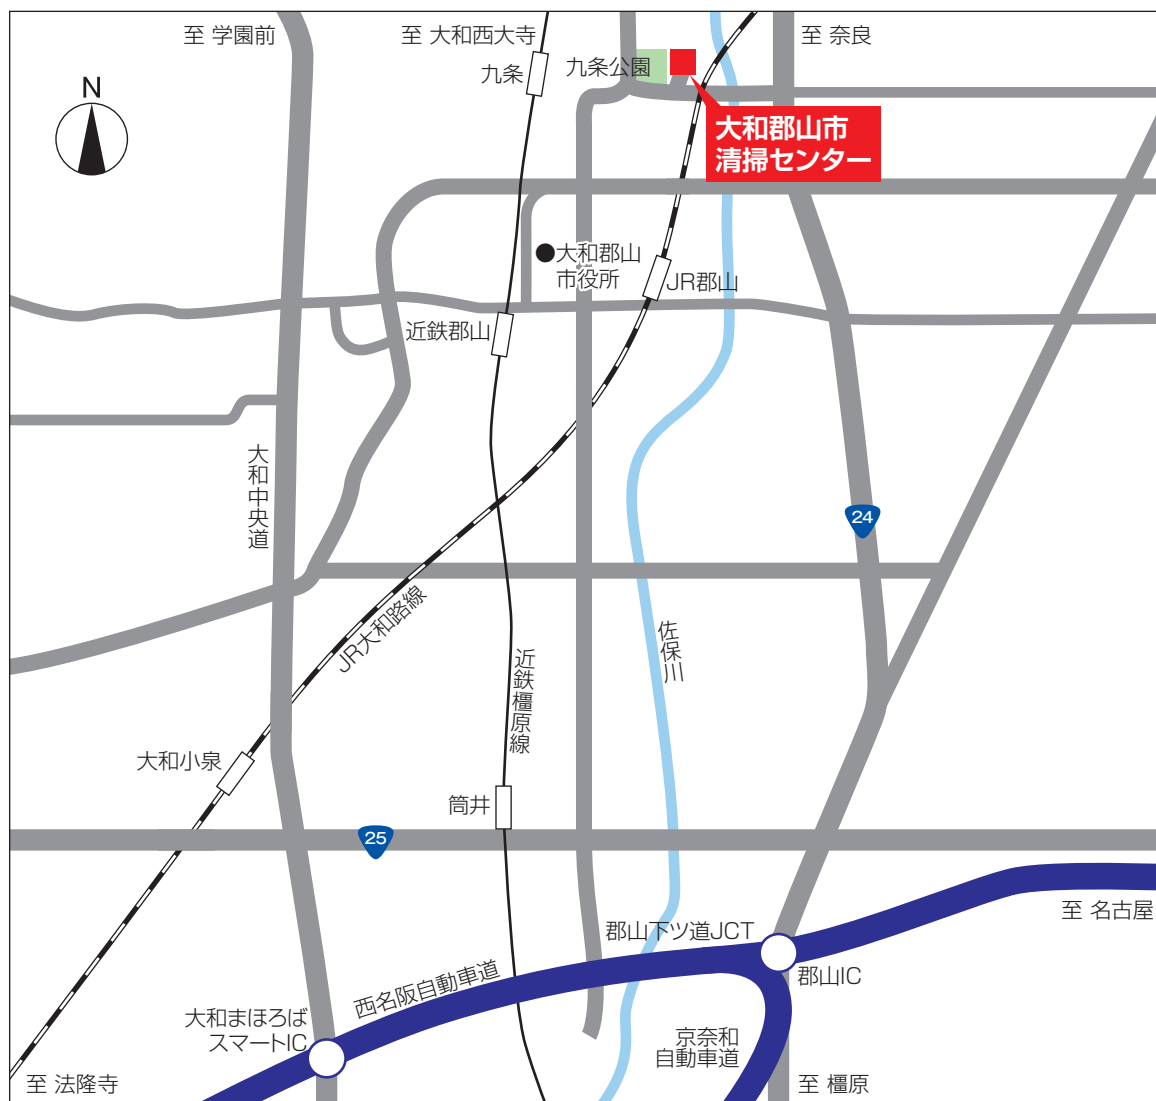 至 学園前
至 大和西大寺
至 奈良
九条
九条公園
N
大和郡山市
清掃センター
大和郡山
市役所
JR郡山
近鉄郡山
大和中央道
24
JR大和路線
佐保川
近鉄橿原線
大和小泉
筒井
25
至 名古屋
郡山下ツ道JCT
郡山IC
西名阪自動車道
大和まほろば
スマートIC
京奈和
自動車道
至 法隆寺
至 橿原